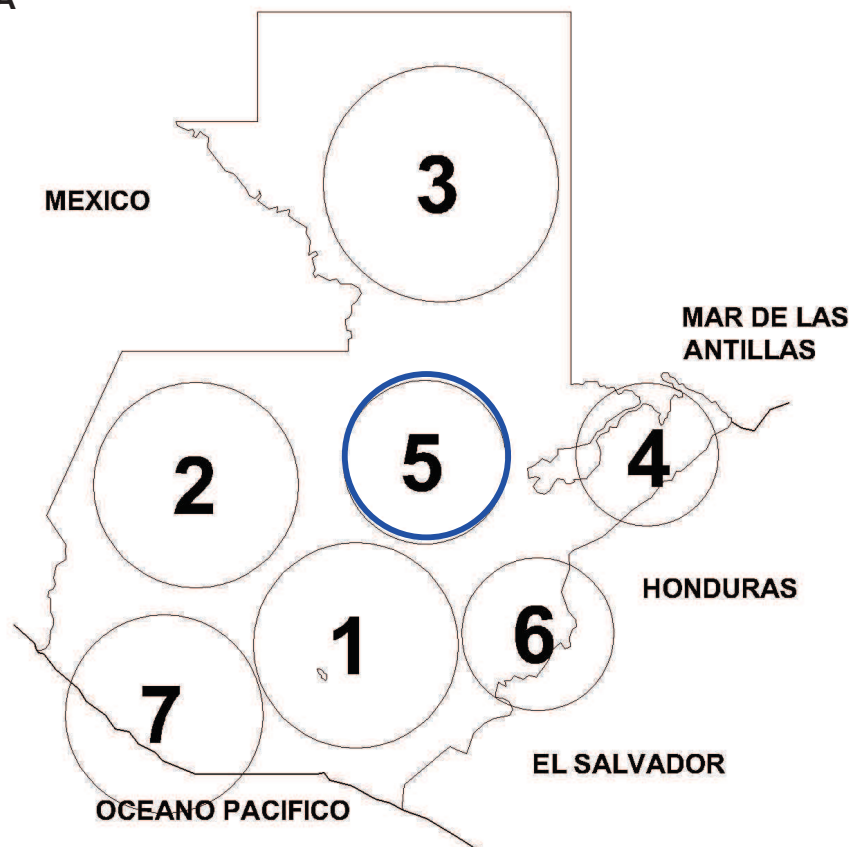 A
3
MEXICO
MAR DE LAS
ANTILLAS
5
4
2
HONDURAS
1
6
7
EL SALVADOR
OCEANO PACIFICO